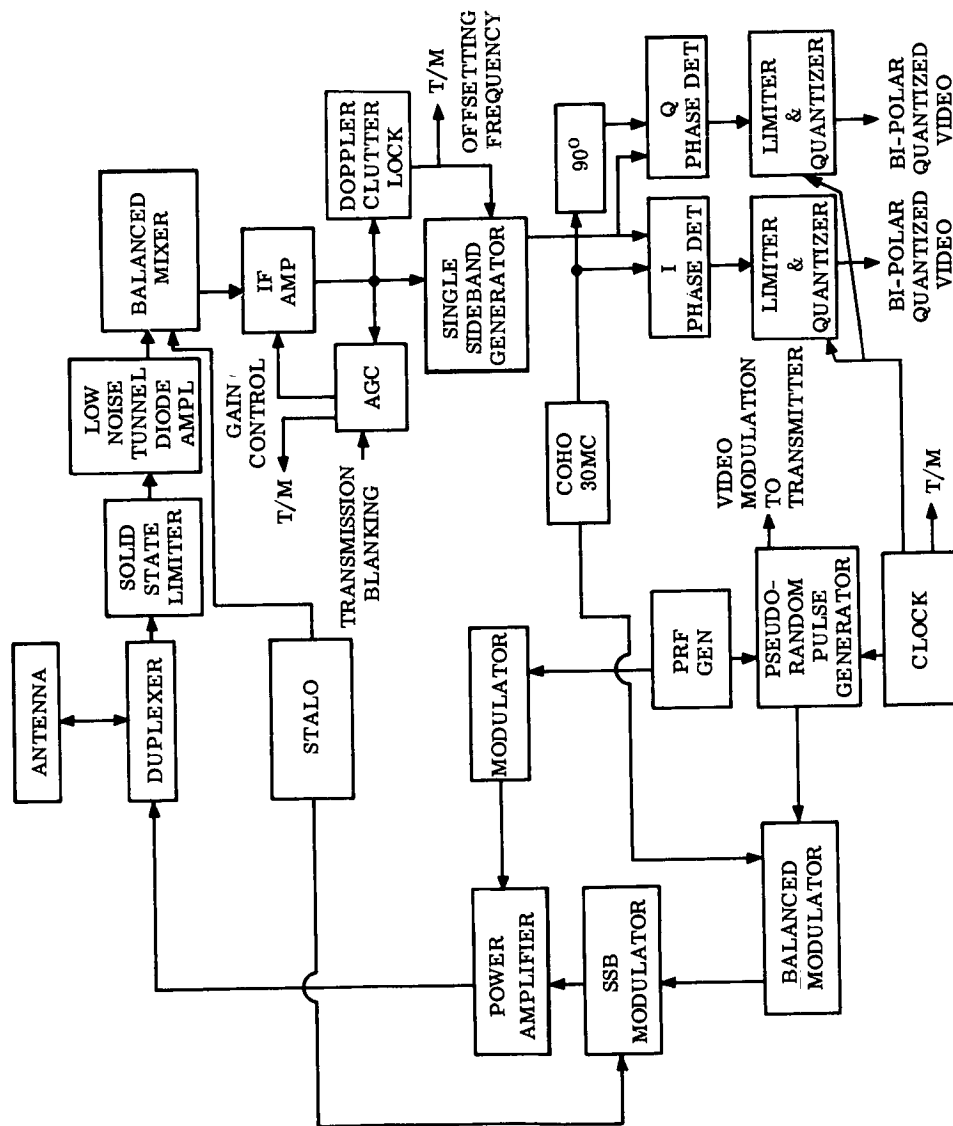 ANTENNA
DUPLEXER
SOLID
STATE
LIMITER
LOW
NOISE
TUNNEL
DIODE
AMPL
BALANCED
MIXER
STALO
IF
AMP
GAIN
CONTROL
T/M
AGC
TRANSMISSION
BLANKING
DOPPLER
CLUTTER
LOCK
T/M
OFFSETTING
FREQUENCY
SINGLE
SIDEBAND
GENERATOR
MODULATOR
POWER
AMPLIFIER
SSB
MODULATOR
BALANCED
MODULATOR
PRF
GEN
PSEUDO-
RANDOM
PULSE
GENERATOR
CLOCK
T/M
VIDEO
MODULATION
TO
TRANSMITTER
COHO
30MC
90°
I
PHASE DET
Q
PHASE DET
LIMITER
&
QUANTIZER
LIMITER
&
QUANTIZER
BI-POLAR
QUANTIZED
VIDEO
BI-POLAR
QUANTIZED
VIDEO